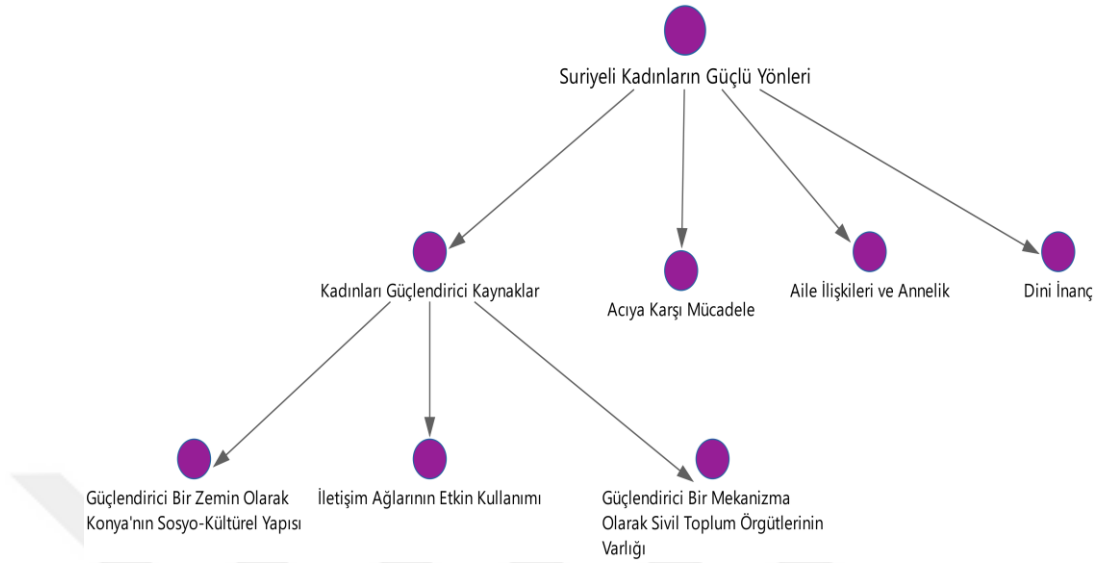 Suriyeli Kadınların Güçlü Yönleri
Kadınları Güçlendirici Kaynaklar
Acıya Karşı Mücadele
Aile İlişkileri ve Annelik
Dini İnanç
Güçlendirici Bir Zemin Olarak
Konya'nın Sosyo-Kültürel Yapısı
İletişim Ağlarının Etkin Kullanımı
Güçlendirici Bir Mekanizma
Olarak Sivil Toplum Örgütlerinin
Varlığı